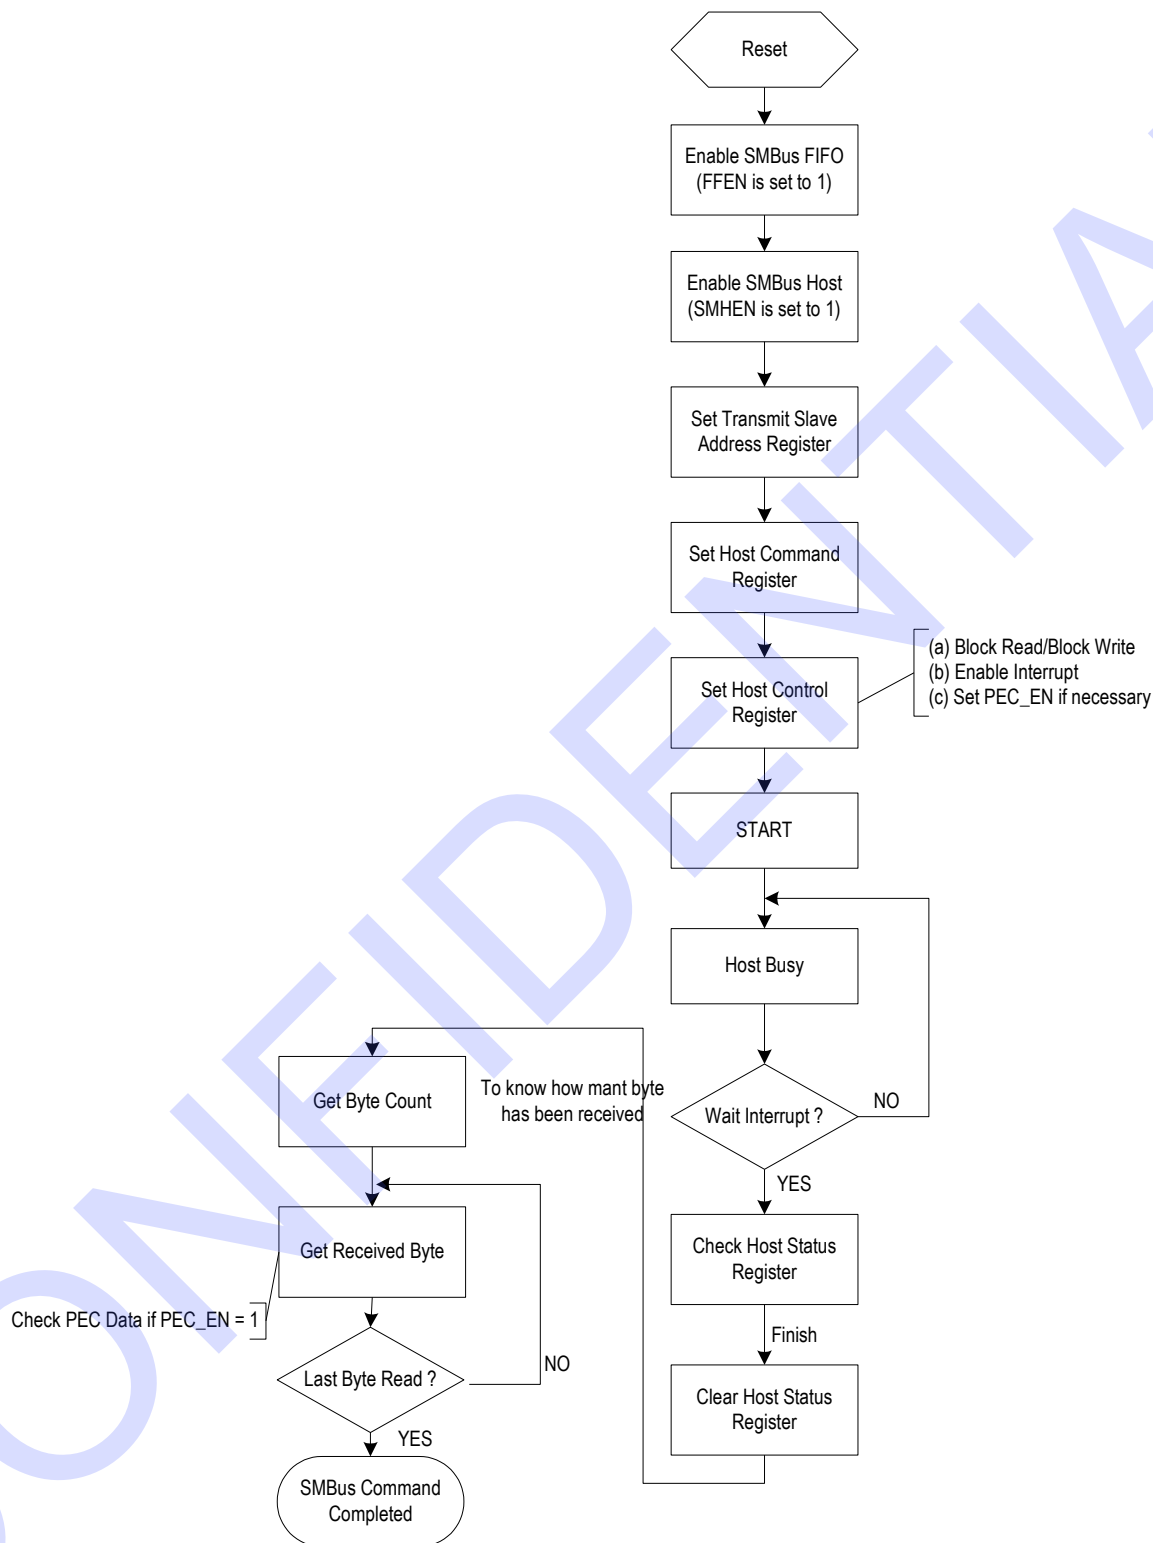 Reset
Enable SMBus FIFO
(FFEN is set to 1)
Enable SMBus Host
(SMHEN is set to 1)
Set Transmit Slave
Address Register
Set Host Command
Register
Set Host Control
Register
(a) Block Read/Block Write
(b) Enable Interrupt
(c) Set PEC_EN if necessary
START
Host Busy
Wait Interrupt ?
NO
YES
Check Host Status
Register
Finish
Clear Host Status
Register
To know how mant byte
has been received
Get Byte Count
Get Received Byte
Check PEC Data if PEC_EN = 1
Last Byte Read ?
NO
YES
SMBus Command
Completed
ONFIDENTIA